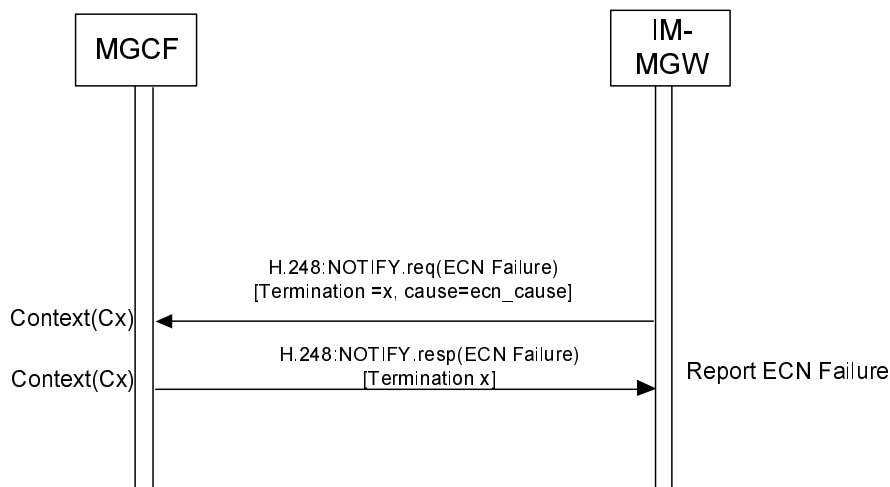 MGCF
IM-
MGW
H.248:NOTIFY.req(ECN Failure)
[Termination =x, cause=ecn_cause]
Context(Cx)
H.248:NOTIFY.resp(ECN Failure)
[Termination x]
Context(Cx)
Report ECN Failure